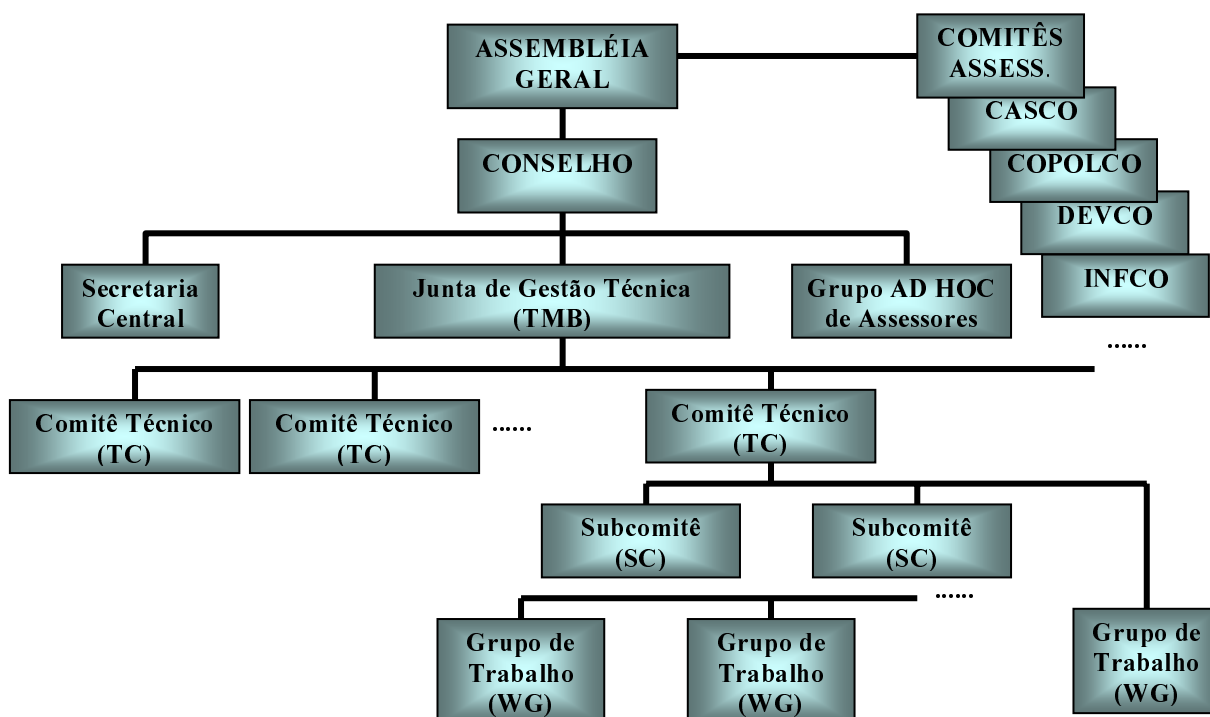 ASSEMBLÉIA
GERAL
COMITÊS
ASSESS.
CASCO
COPOLCO
DEVCO
INFCO
......
CONSELHO
Secretaria
Central
Junta de Gestão Técnica
(TMB)
Grupo AD HOC
de Assessores
Comitê Técnico
(TC)
Comitê Técnico
(TC)
......
Comitê Técnico
(TC)
Subcomitê
(SC)
Subcomitê
(SC)
......
Grupo de
Trabalho
(WG)
Grupo de
Trabalho
(WG)
Grupo de
Trabalho
(WG)